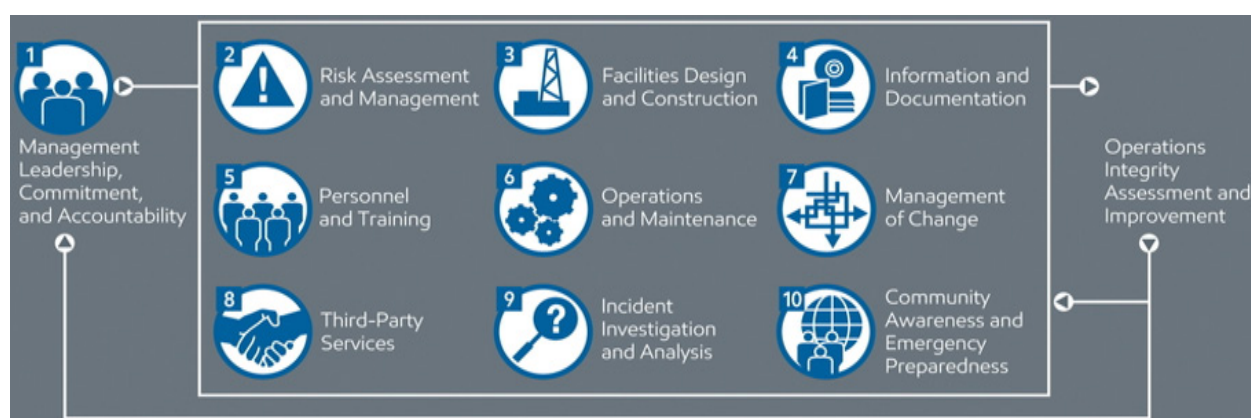 1
Management
Leadership,
Commitment,
and Accountability
2
Risk Assessment
and Management
3
Facilities Design
and Construction
4
Information and
Documentation
5
Personnel
and Training
6
Operations
and Maintenance
7
Management
of Change
8
Third-Party
Services
9
?
Incident
Investigation
and Analysis
10
Community
Awareness and
Emergency
Preparedness
Operations
Integrity
Assessment and
Improvement